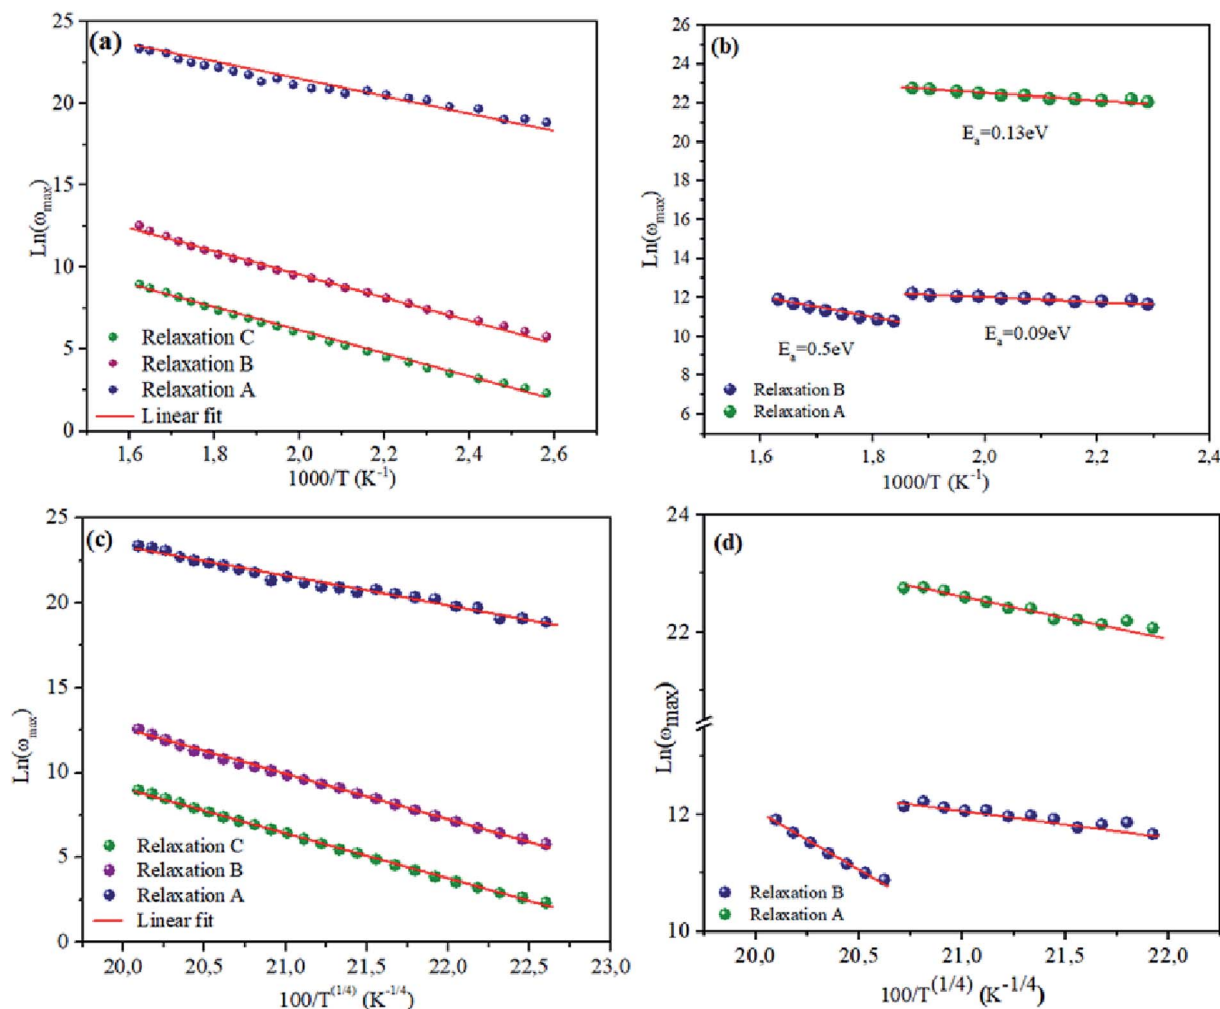 (a)
25
20
15
10
5
0
Ln(ω_max)
Relaxation C
Relaxation B
Relaxation A
Linear fit
1,6 1,8 2,0 2,2 2,4 2,6
1000/T (K⁻¹)
(b)
26
24
22
20
18
16
14
12
10
8
6
Ln(ω_max)
E_a=0.13eV
E_a=0.5eV
E_a=0.09eV
Relaxation B
Relaxation A
1,6 1,8 2,0 2,2 2,4
1000/T (K⁻¹)
(c)
25
20
15
10
5
0
Ln(ω_max)
Relaxation C
Relaxation B
Relaxation A
Linear fit
20,0 20,5 21,0 21,5 22,0 22,5 23,0
100/T^(1/4) (K^-1/4)
(d)
24
22
12
10
Ln(ωmax)
Relaxation B
Relaxation A
20,0 20,5 21,0 21,5 22,0
100/T^(1/4) (K^-1/4)